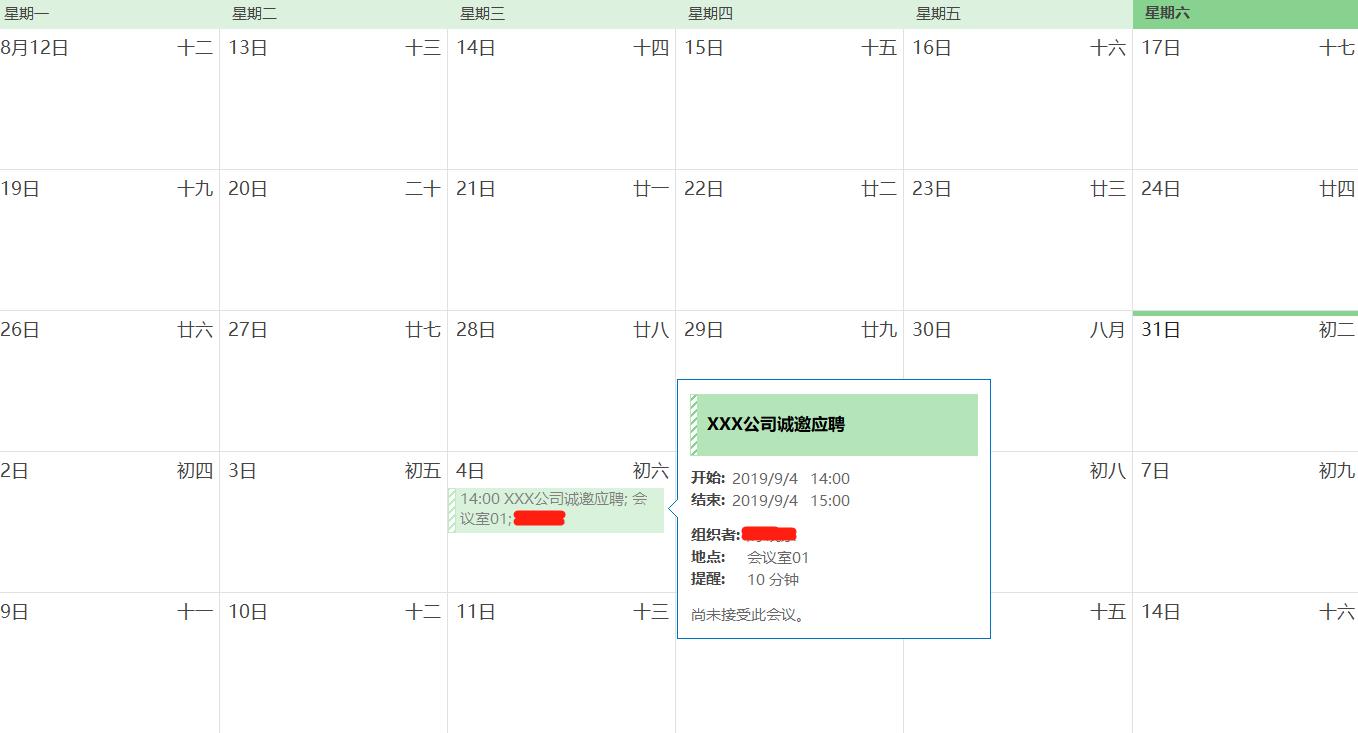 星期一 星期二 星期三 星期四 星期五 星期六
8月12日 十二 13日 十三 14日 十四 15日 十五 16日 十六 17日 十七
19日 十九 20日 二十 21日 廿一 22日 廿二 23日 廿三 24日 廿四
26日 廿六 27日 廿七 28日 廿八 29日 廿九 30日 八月 31日 初二
2日 初四 3日 初五 4日 初六 初八 7日 初九
14:00 XXX公司诚邀应聘; 会
议室01;
XXX公司诚邀应聘
开始: 2019/9/4 14:00
结束: 2019/9/4 15:00
组织者:
地点: 会议室01
提醒: 10 分钟
尚未接受此会议。
9日 十一 10日 十二 11日 十三 十五 14日 十六